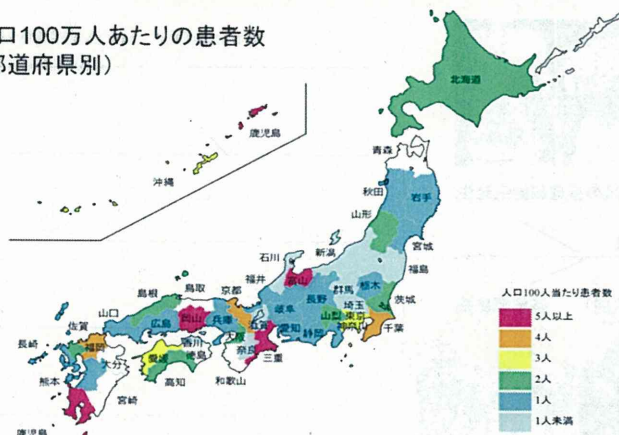 口100万人あたりの患者数
都道府県別）
鹿児島
沖縄
北海道
青森
秋田
岩手
山形
宮城
新潟
石川
福島
富山
福井
群馬
栃木
長野
埼玉
茨城
岐阜
山梨
東京
神奈川
千葉
愛知
静岡
鳥取
島根
京都
滋賀
山口
広島
岡山
兵庫
大阪
奈良
三重
和歌山
香川
徳島
愛媛
高知
佐賀
福岡
長崎
大分
熊本
宮崎
鹿児島
人口100人当たり患者数
5人以上
4人
3人
2人
1人
1人未満